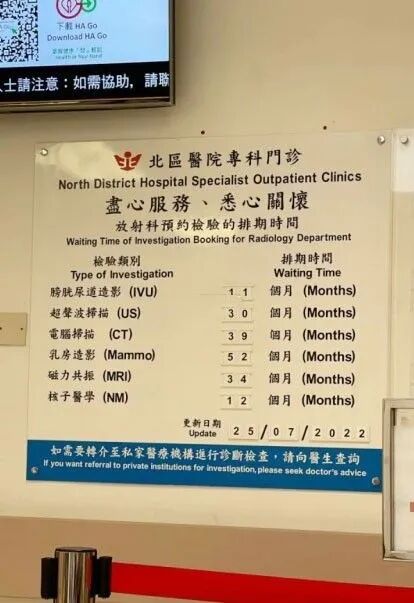 下載 HA Go
Download HA Go
人士請注意：如需協助，請聯
北區醫院專科門診
North District Hospital Specialist Outpatient Clinics
盡心服務、悉心關懷
放射科預約檢驗的排期時間
Waiting Time of Investigation Booking for Radiology Department
檢驗類別 排期時間
Type of Investigation Waiting Time
膀胱尿道造影 (IVU) 11 個月 (Months)
超聲波掃描 (US) 30 個月 (Months)
電腦掃描 (CT) 39 個月 (Months)
乳房造影 (Mammo) 52 個月 (Months)
磁力共振 (MRI) 34 個月 (Months)
核子醫學 (NM) 12 個月 (Months)
更新日期
Update 25/07/2022
如需要轉介至私家醫療機構進行診斷檢查，請向醫生查詢
If you want referral to private institutions for investigation, please seek doctor's advice